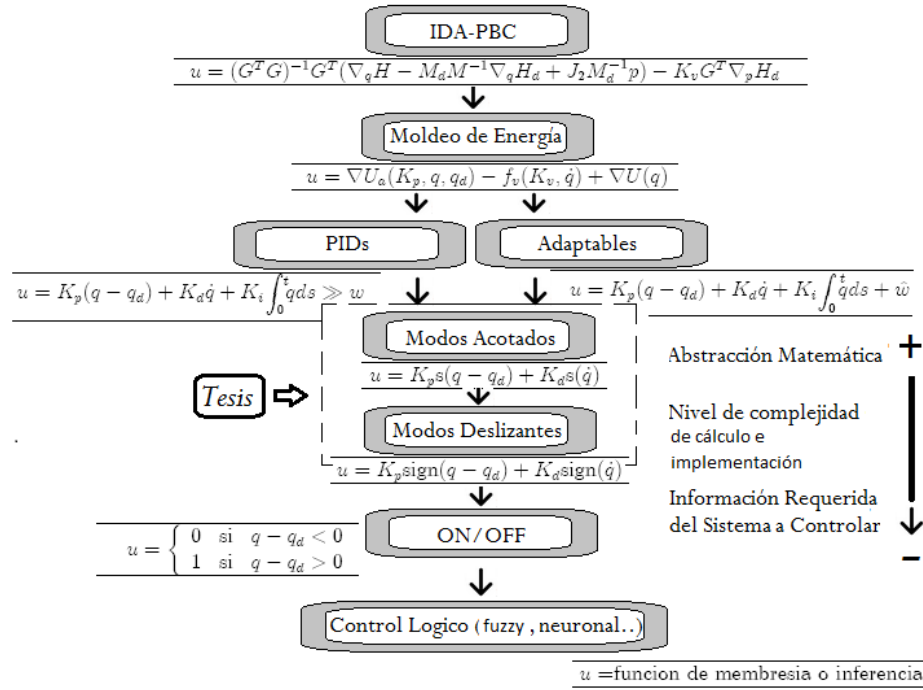 IDA-PBC
u = (G^T G)^{-1} G^T (∇_q H − M_d M^{-1} ∇_q H_d + J_2 M_d^{-1} p) − K_v G^T ∇_p H_d
Moldeo de Energía
u = ∇U_a(K_p, q, q_d) − f_v(K_v, q̇) + ∇U(q)
PIDs
Adaptables
u = K_p(q − q_d) + K_d q̇ + K_i ∫_0^t q ds ≫ w
u = K_p(q − q_d) + K_d q̇ + K_i ∫_0^t q ds + ŵ
Modos Acotados
u = K_p s(q − q_d) + K_d s(q̇)
Tesis
Modos Deslizantes
u = K_p sign(q − q_d) + K_d sign(q̇)
Abstracción Matemática +
Nivel de complejidad
de cálculo e
implementación
Información Requerida
del Sistema a Controlar
−
u = { 0 si q − q_d < 0
1 si q − q_d > 0
ON/OFF
Control Logico (fuzzy , neuronal..)
u =funcion de membresia o inferencia